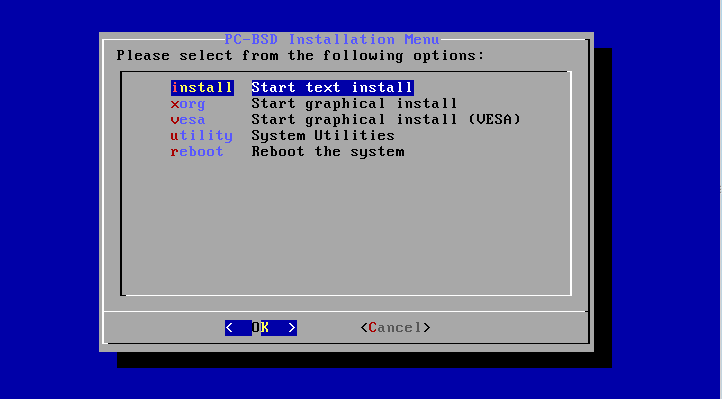 PC-BSD Installation Menu
Please select from the following options:
install Start text install
xorg Start graphical install
vesa Start graphical install (VESA)
utility System Utilities
reboot Reboot the system
< OK > <Cancel>